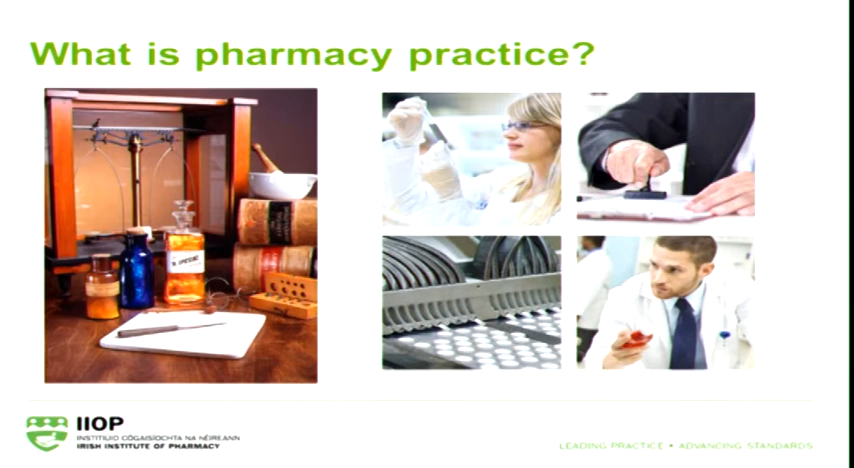 What is pharmacy practice?
IIOP
INSTITIÚID CÓGAISÍOCHTA NA hÉIREANN
IRISH INSTITUTE OF PHARMACY
LEADING PRACTICE • ADVANCING STANDARDS